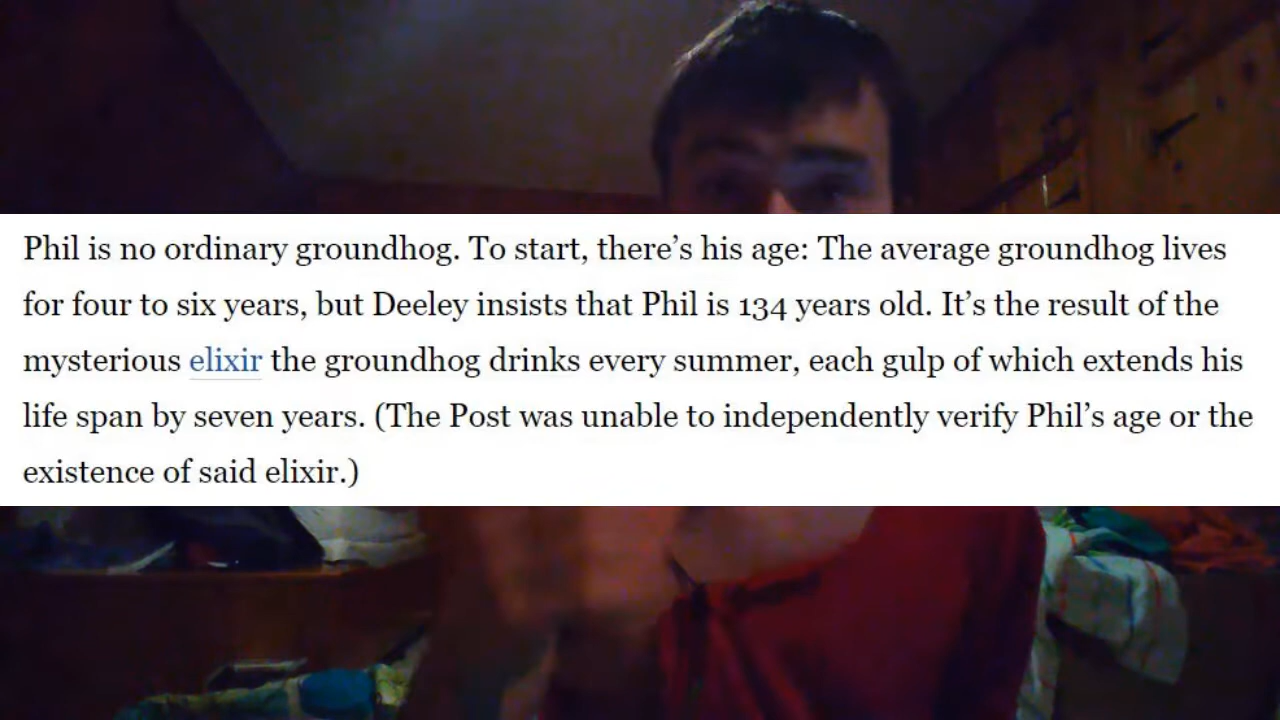 Phil is no ordinary groundhog. To start, there’s his age: The average groundhog lives
for four to six years, but Deeley insists that Phil is 134 years old. It’s the result of the
mysterious elixir the groundhog drinks every summer, each gulp of which extends his
life span by seven years. (The Post was unable to independently verify Phil’s age or the
existence of said elixir.)